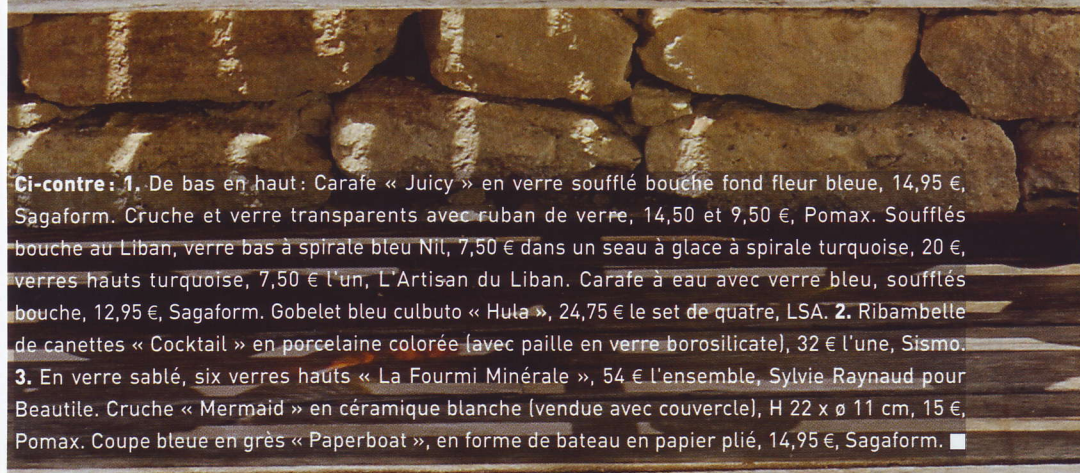 Ci-contre : 1. De bas en haut : Carafe « Juicy » en verre soufflé bouche fond fleur bleue, 14,95 €,
Sagaform. Cruche et verre transparents avec ruban de verre, 14,50 et 9,50 €, Pomax. Soufflés
bouche au Liban, verre bas à spirale bleu Nil, 7,50 € dans un seau à glace à spirale turquoise, 20 €,
verres hauts turquoise, 7,50 € l'un, L'Artisan du Liban. Carafe à eau avec verre bleu, soufflés
bouche, 12,95 €, Sagaform. Gobelet bleu culbuto « Hula », 24,75 € le set de quatre, LSA. 2. Ribambelle
de canettes « Cocktail » en porcelaine colorée (avec paille en verre borosilicate), 32 € l'une, Sismo.
3. En verre sablé, six verres hauts « La Fourmi Minérale », 54 € l'ensemble, Sylvie Raynaud pour
Beautile. Cruche « Mermaid » en céramique blanche (vendue avec couvercle), H 22 x ø 11 cm, 15 €,
Pomax. Coupe bleue en grès « Paperboat », en forme de bateau en papier plié, 14,95 €, Sagaform. ■